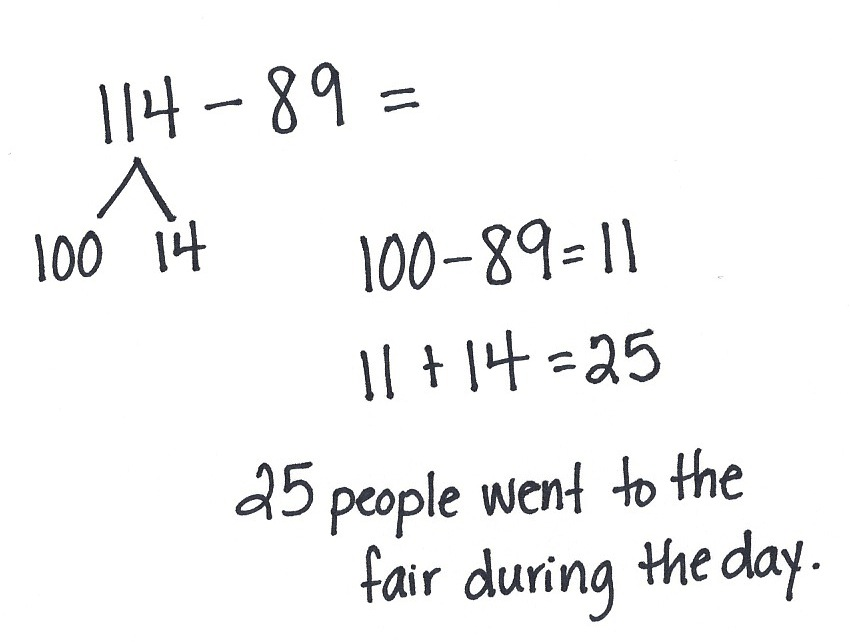 114 - 89 =
100 14
100 - 89 = 11
11 + 14 = 25
25 people went to the
fair during the day.